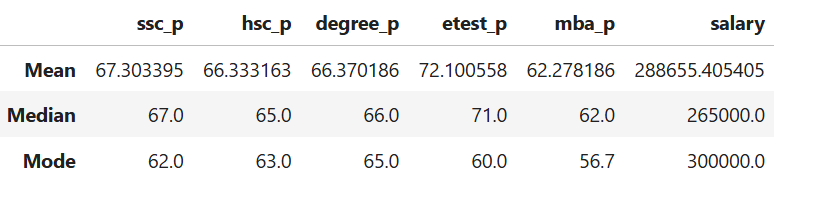 ssc_p hsc_p degree_p etest_p mba_p salary
Mean 67.303395 66.333163 66.370186 72.100558 62.278186 288655.405405
Median 67.0 65.0 66.0 71.0 62.0 265000.0
Mode 62.0 63.0 65.0 60.0 56.7 300000.0